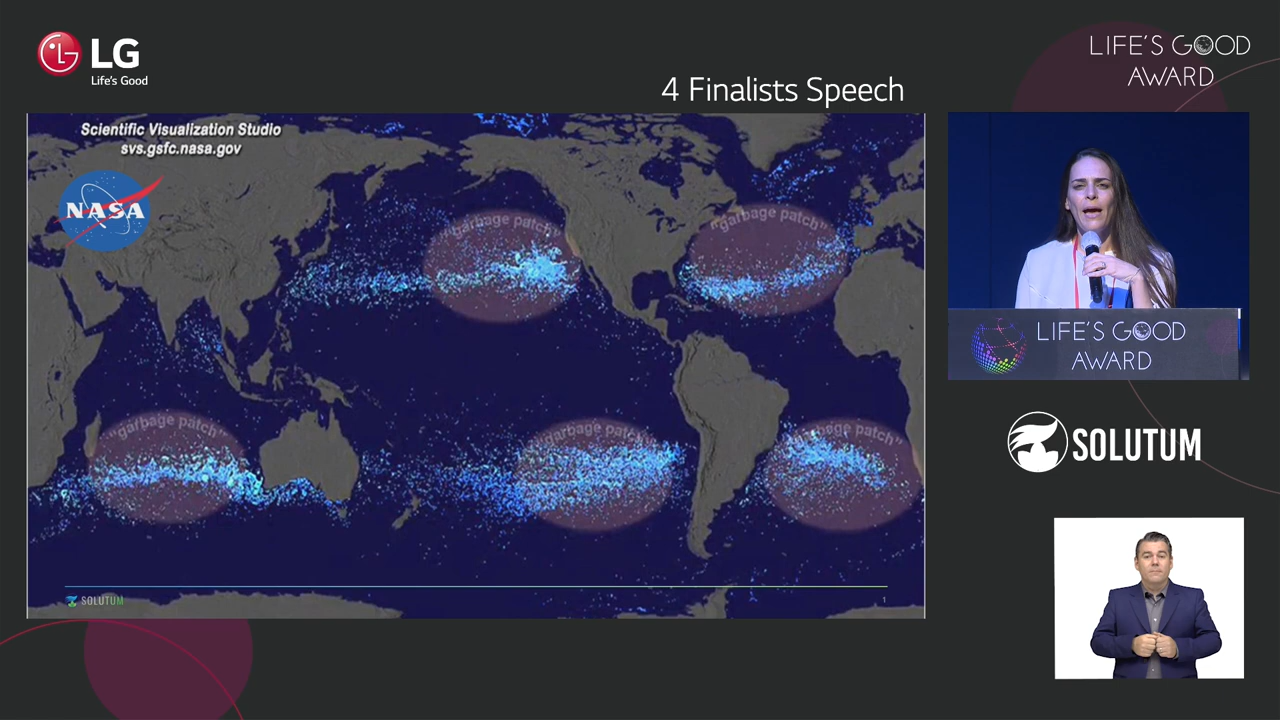 LG
Life's Good
4 Finalists Speech
LIFE'S GOOD
AWARD
Scientific Visualization Studio
svs.gsfc.nasa.gov
NASA
"garbage patch"
"garbage patch"
"garbage patch"
garbage patch"
garbage patch"
SOLUTUM
1
LIFE'S GOOD
AWARD
SOLUTUM